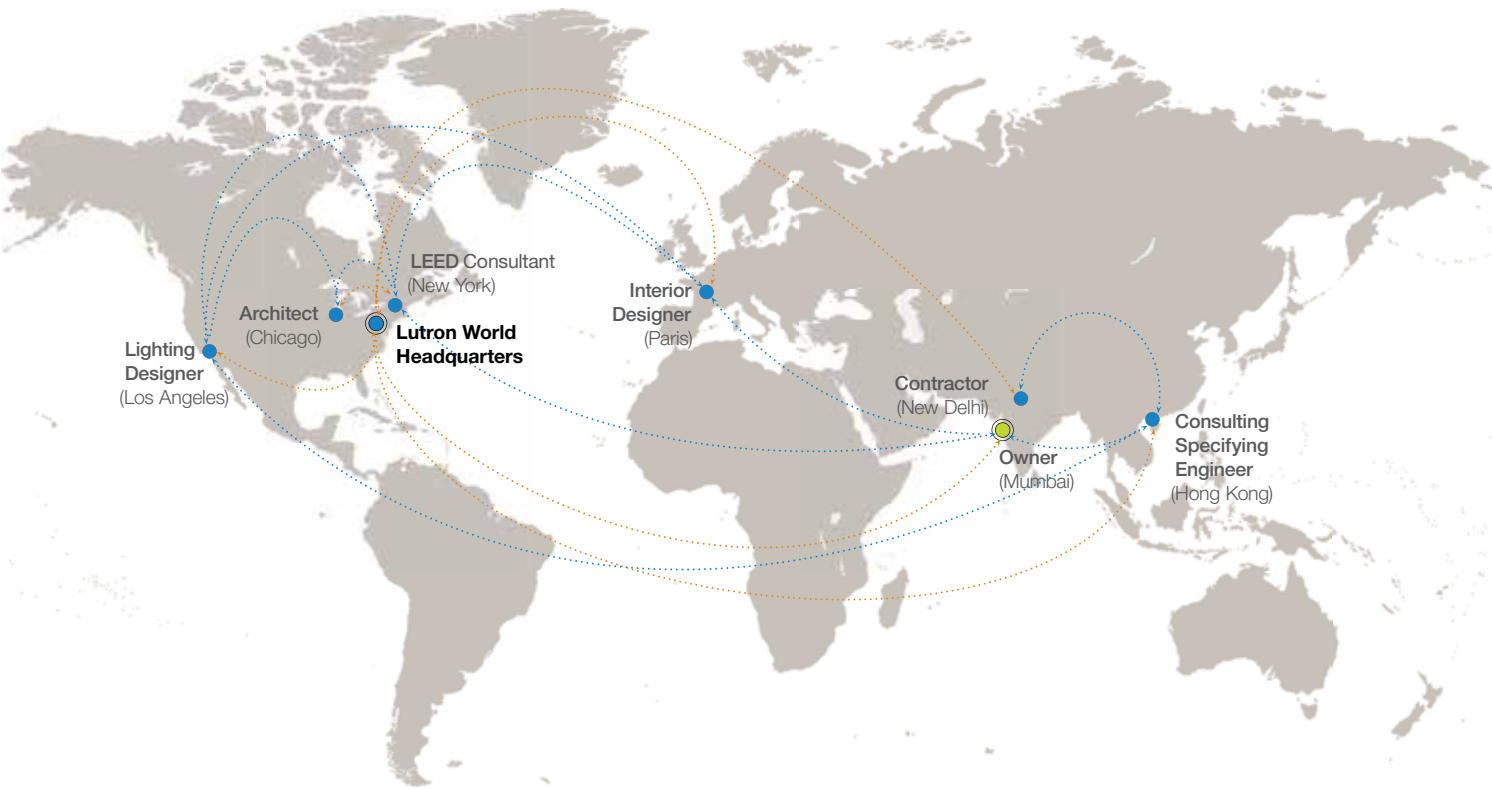 LEED Consultant
(New York)
Architect
(Chicago)
Lutron World
Headquarters
Lighting
Designer
(Los Angeles)
Interior
Designer
(Paris)
Contractor
(New Delhi)
Owner
(Mumbai)
Consulting
Specifying
Engineer
(Hong Kong)